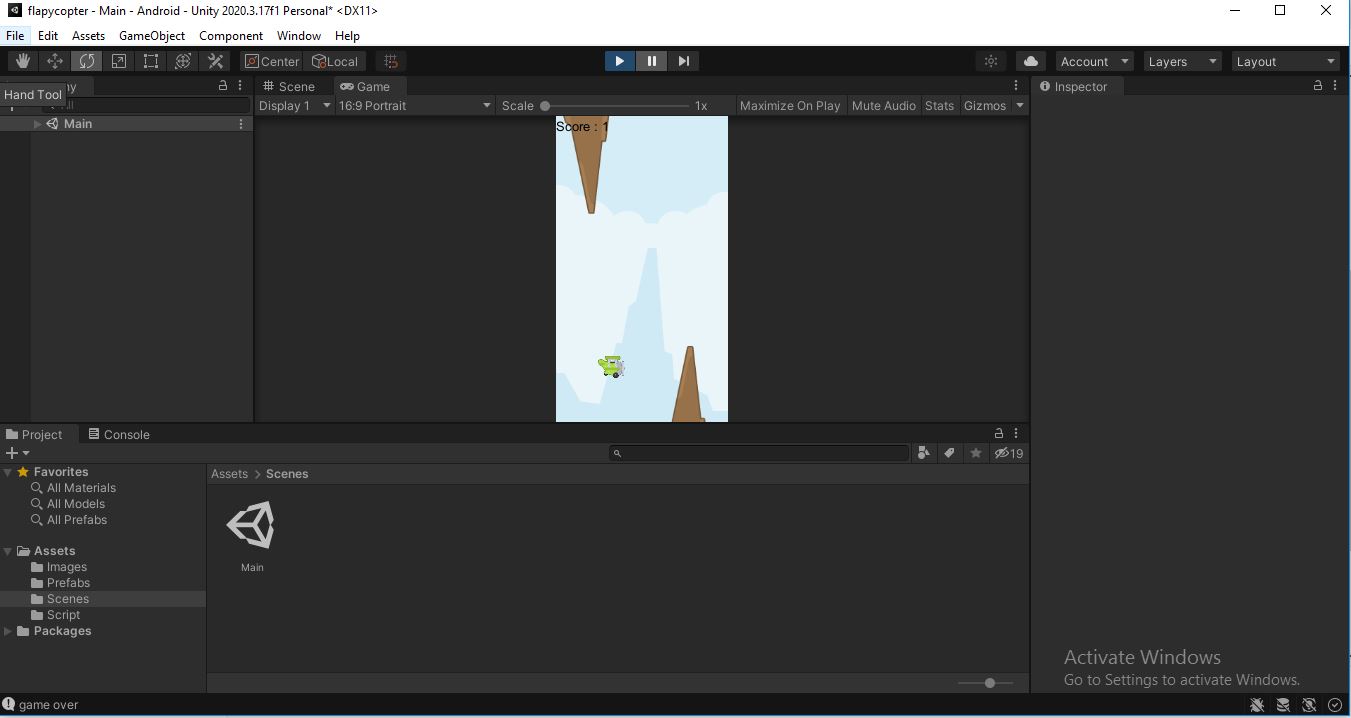 flapycopter - Main - Android - Unity 2020.3.17f1 Personal* <DX11>
File Edit Assets GameObject Component Window Help
Center Local Account Layers Layout
Hand Tool
Scene Game Inspector
Display 1 16:9 Portrait Scale 1x Maximize On Play Mute Audio Stats Gizmos
Main
Score : 1
Project Console
19
Favorites
All Materials
All Models
All Prefabs
Assets
Images
Prefabs
Scenes
Script
Packages
Assets > Scenes
Main
Activate Windows
Go to Settings to activate Windows.
game over